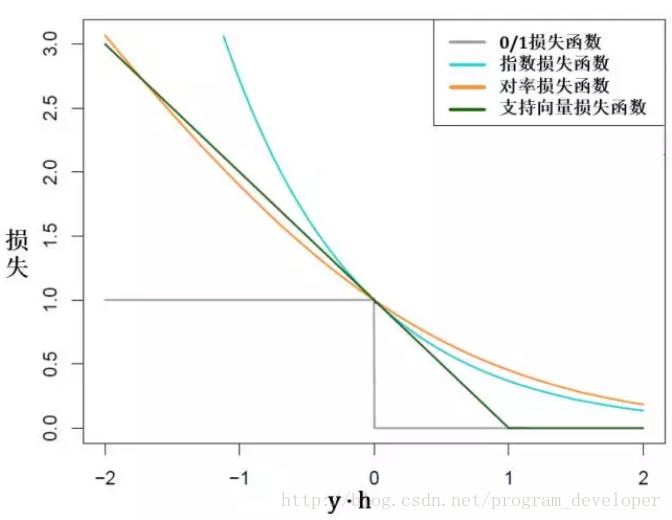 0/1损失函数
指数损失函数
对率损失函数
支持向量损失函数
3.0
2.5
2.0
1.5
1.0
0.5
0.0
损失
−2 −1 0 1 2
y·h
http://blog.csdn.net/program_developer